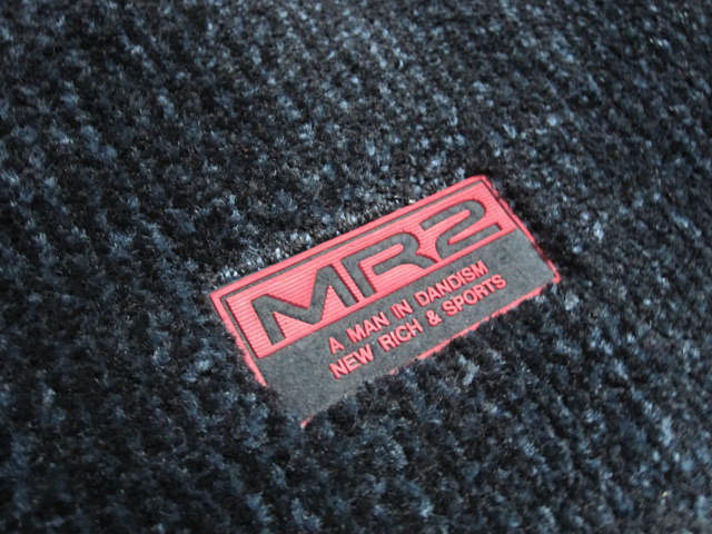 MR2
A MAN IN DANDISM
NEW RICH & SPORTS